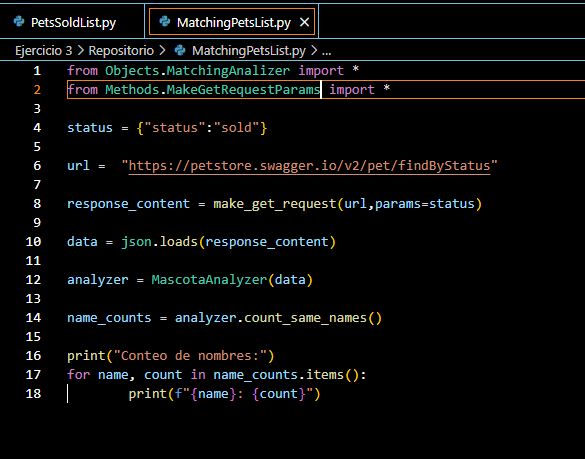 PetsSoldList.py MatchingPetsList.py ×
Ejercicio 3 > Repositorio > MatchingPetsList.py > ...
1 from Objects.MatchingAnalizer import *
2 from Methods.MakeGetRequestParams import *
3
4 status = {"status":"sold"}
5
6 url =  "https://petstore.swagger.io/v2/pet/findByStatus"
7
8 response_content = make_get_request(url,params=status)
9
10 data = json.loads(response_content)
11
12 analyzer = MascotaAnalyzer(data)
13
14 name_counts = analyzer.count_same_names()
15
16 print("Conteo de nombres:")
17 for name, count in name_counts.items():
18         print(f"{name}: {count}")